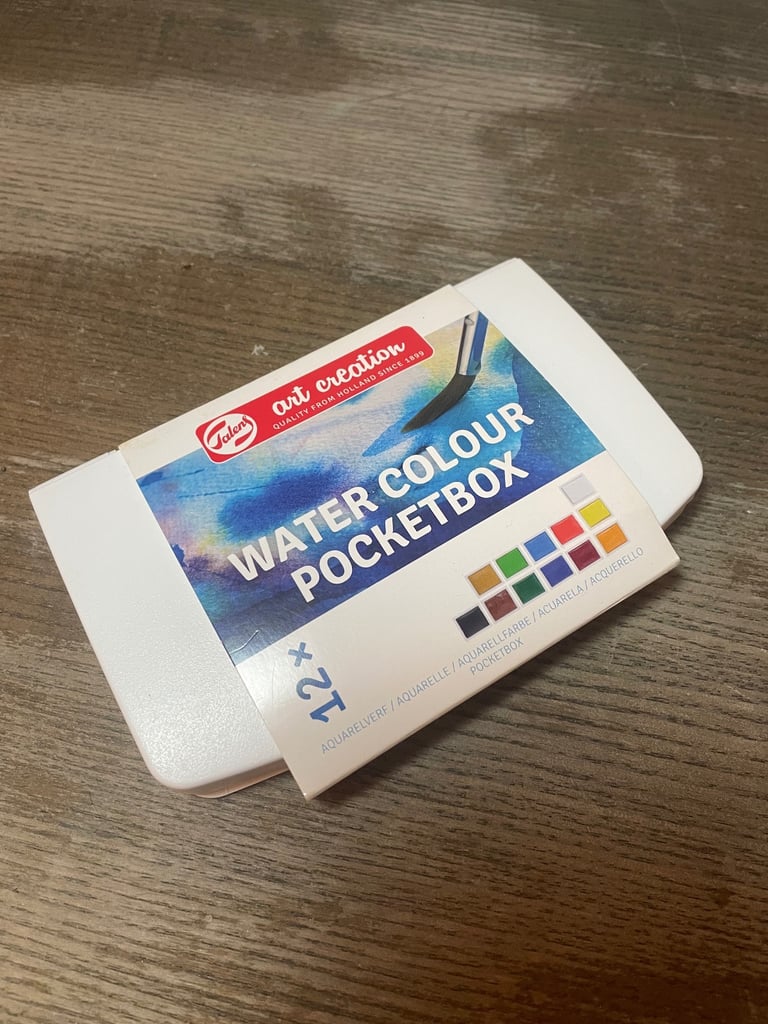 Talens
art creation
QUALITY FROM HOLLAND SINCE 1899
WATER COLOUR
POCKETBOX
12×
AQUARELVERF / AQUARELLE / AQUARELLFARBE / ACUARELA / ACQUERELLO
POCKETBOX